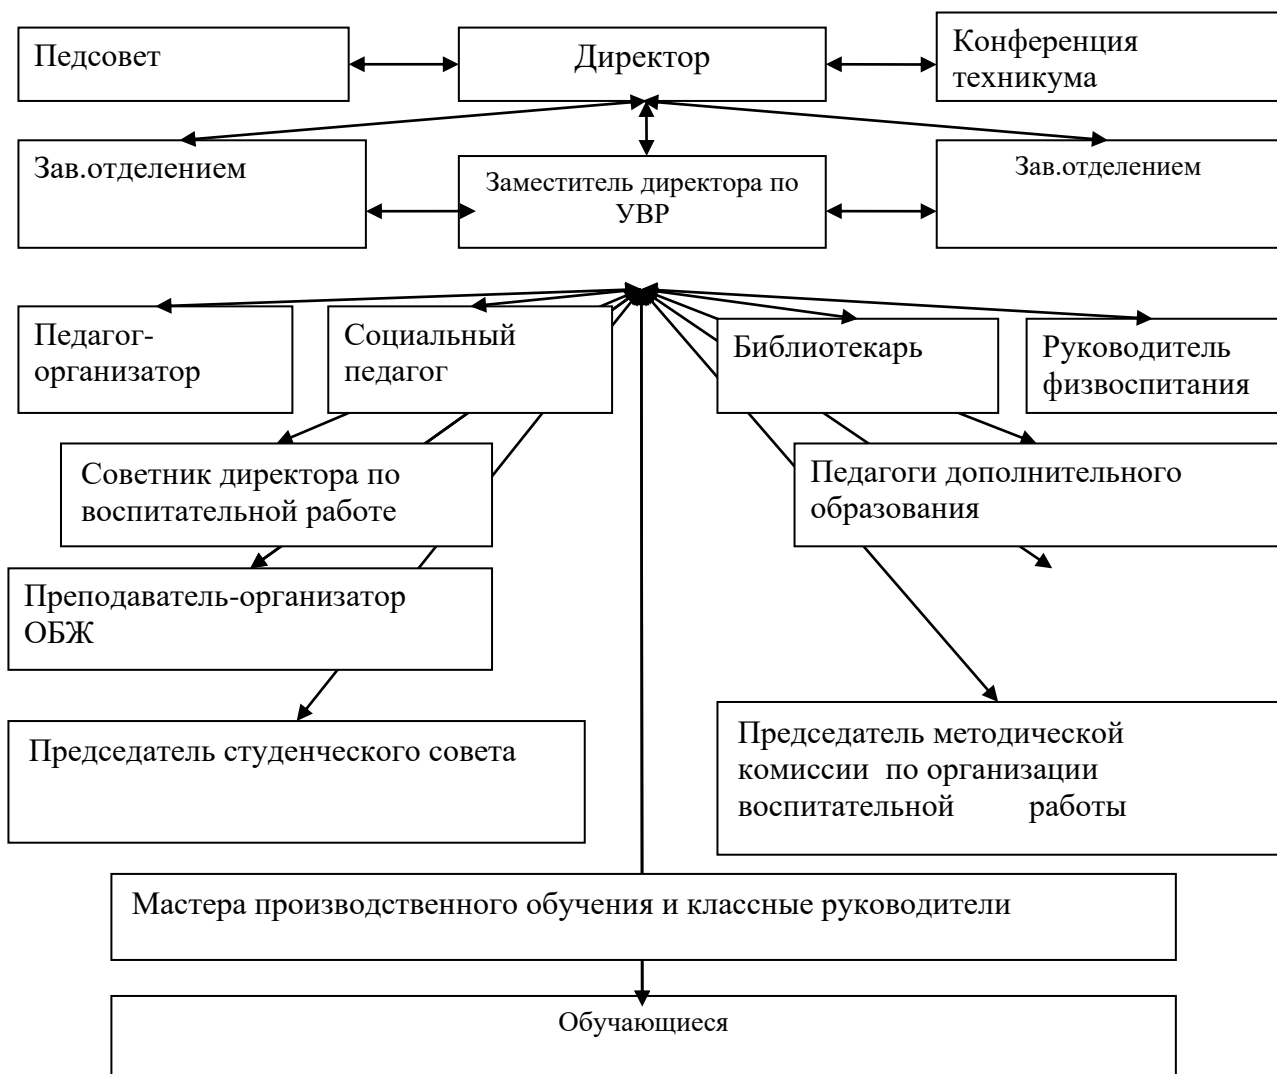 Педсовет
Директор
Конференция
техникума
Зав.отделением
Заместитель директора по
УВР
Зав.отделением
Педагог-
организатор
Социальный
педагог
Библиотекарь
Руководитель
физвоспитания
Советник директора по
воспитательной работе
Педагоги дополнительного
образования
Преподаватель-организатор
ОБЖ
Председатель студенческого совета
Председатель методической
комиссии по организации
воспитательной работы
Мастера производственного обучения и классные руководители
Обучающиеся